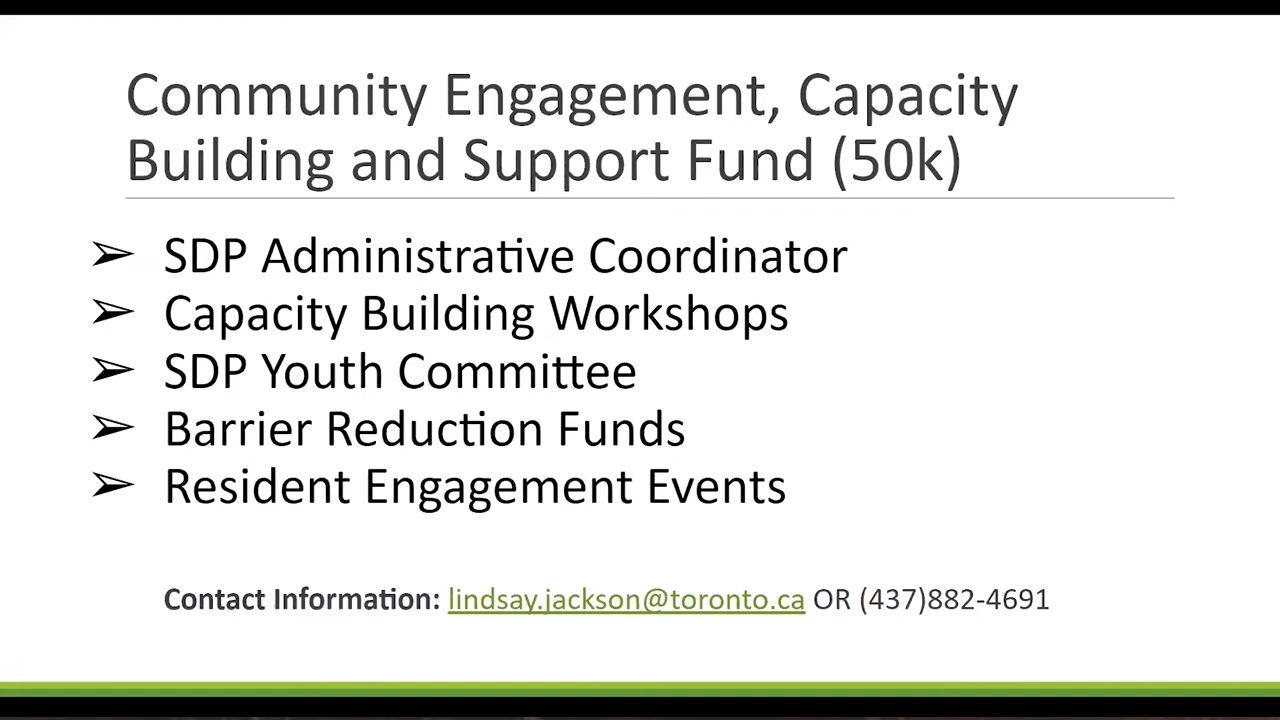 Community Engagement, Capacity
Building and Support Fund (50k)
➢ SDP Administrative Coordinator
➢ Capacity Building Workshops
➢ SDP Youth Committee
➢ Barrier Reduction Funds
➢ Resident Engagement Events
Contact Information: lindsay.jackson@toronto.ca OR (437)882-4691